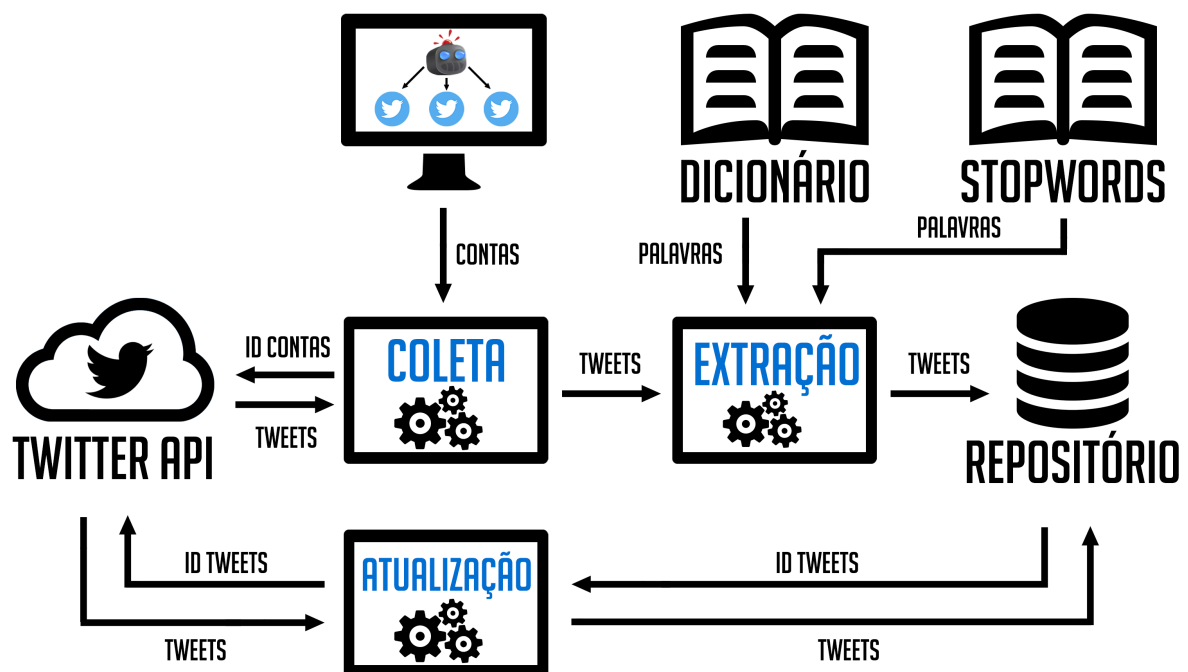 DICIONÁRIO
STOPWORDS
CONTAS
PALAVRAS
PALAVRAS
ID CONTAS
TWEETS
COLETA
TWEETS
EXTRAÇÃO
TWEETS
TWITTER API
REPOSITÓRIO
ID TWEETS
TWEETS
ATUALIZAÇÃO
ID TWEETS
TWEETS